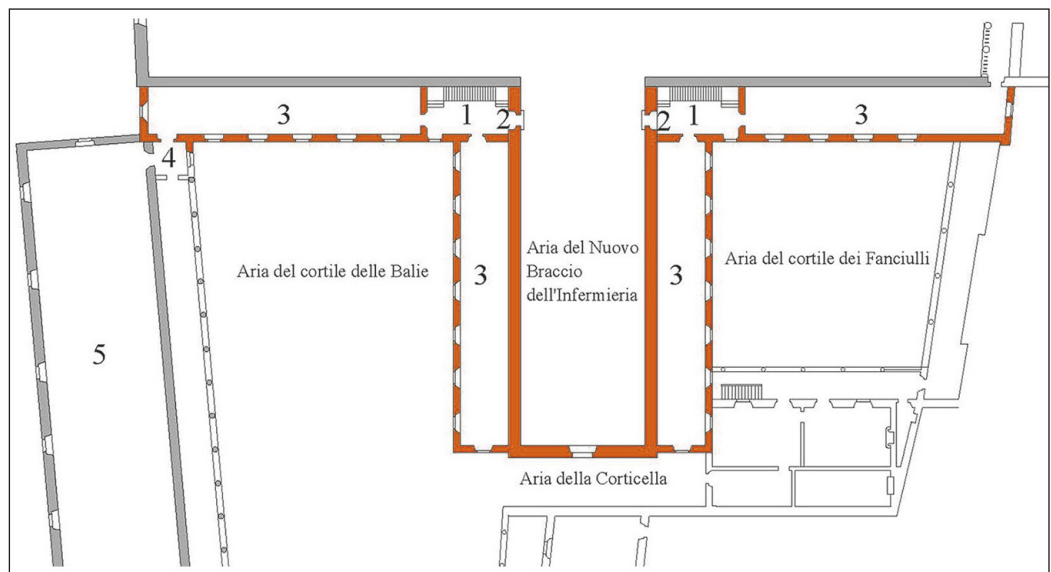 3
1
2
2
1
3
4
Aria del cortile delle Balie
Aria del Nuovo
Braccio
dell'Infermieria
Aria del cortile dei Fanciulli
3
3
5
Aria della Corticella